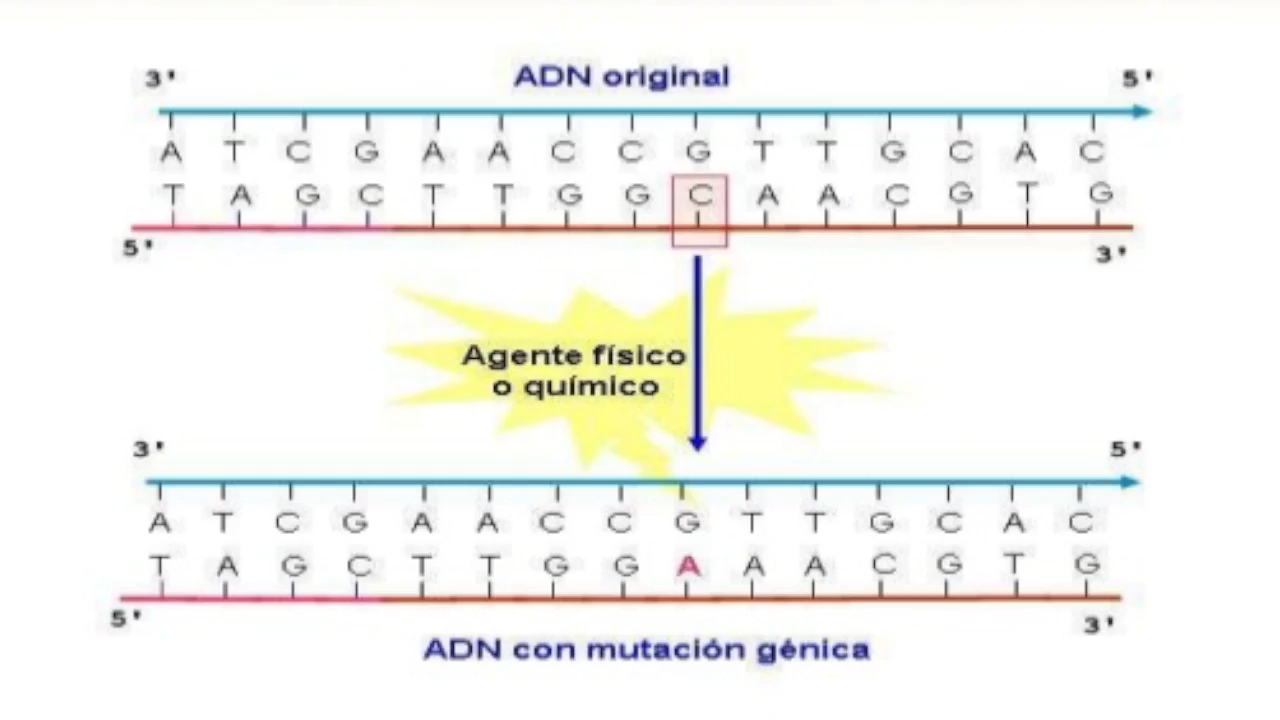 ADN original
3' 5'
A T C G A A C C G T T G C A C
T A G C T T G G C A A C G T G
5' 3'
Agente físico
o químico
3' 5'
A T C G A A C C G T T G C A C
T A G C T T G G A A A C G T G
5' 3'
ADN con mutación génica